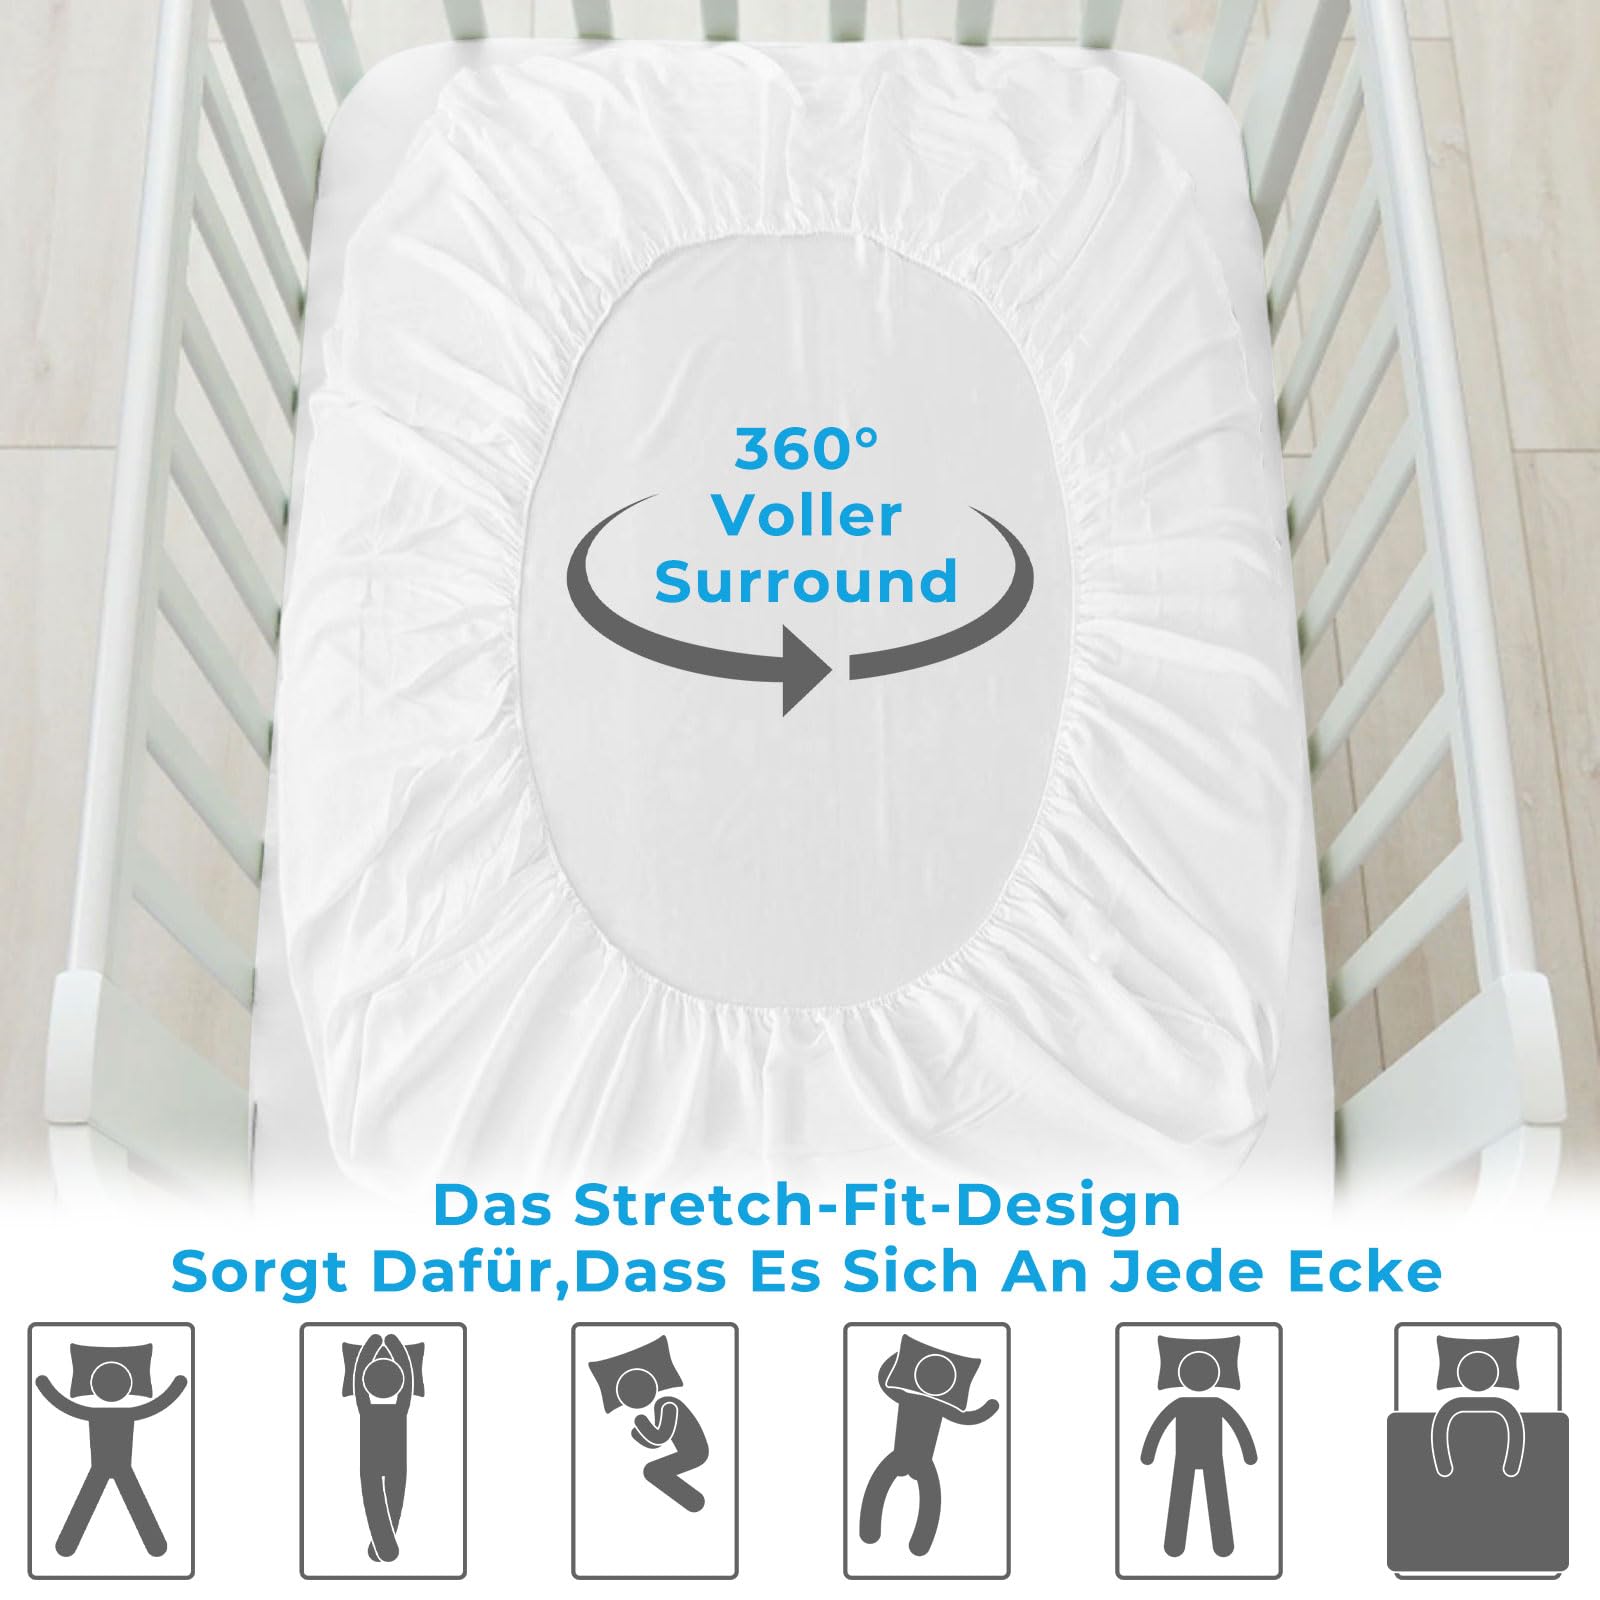 360°
Voller
Surround
Das Stretch-Fit-Design
Sorgt Dafür,Dass Es Sich An Jede Ecke